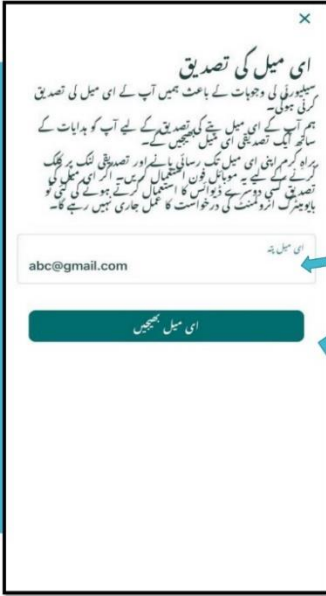 ای میل کی تصدیق
سیکیورٹی کی وجوہات کے باعث ہمیں آپ کے ای میل کی تصدیق
کرنی ہوگی۔
ہم آپ کے ای میل پتے کی تصدیق کے لیے آپ کو ہدایات کے
ساتھ ایک تصدیقی ای میل بھیجیں گے۔
براہ کرم اپنی ای میل تک رسائی پانے اور تصدیقی لنک پر کلک
کرنے کے لیے یہ موبائل فون استعمال کریں۔ اگر ای میل کی
تصدیق کسی دوسرے ڈیوائس کا استعمال کرتے ہوئے کی گئی تو
بایومیٹرک انرولمنٹ کی درخواست کا عمل جاری نہیں رہے گا۔
ای میل پتہ
abc@gmail.com
ای میل بھیجیں